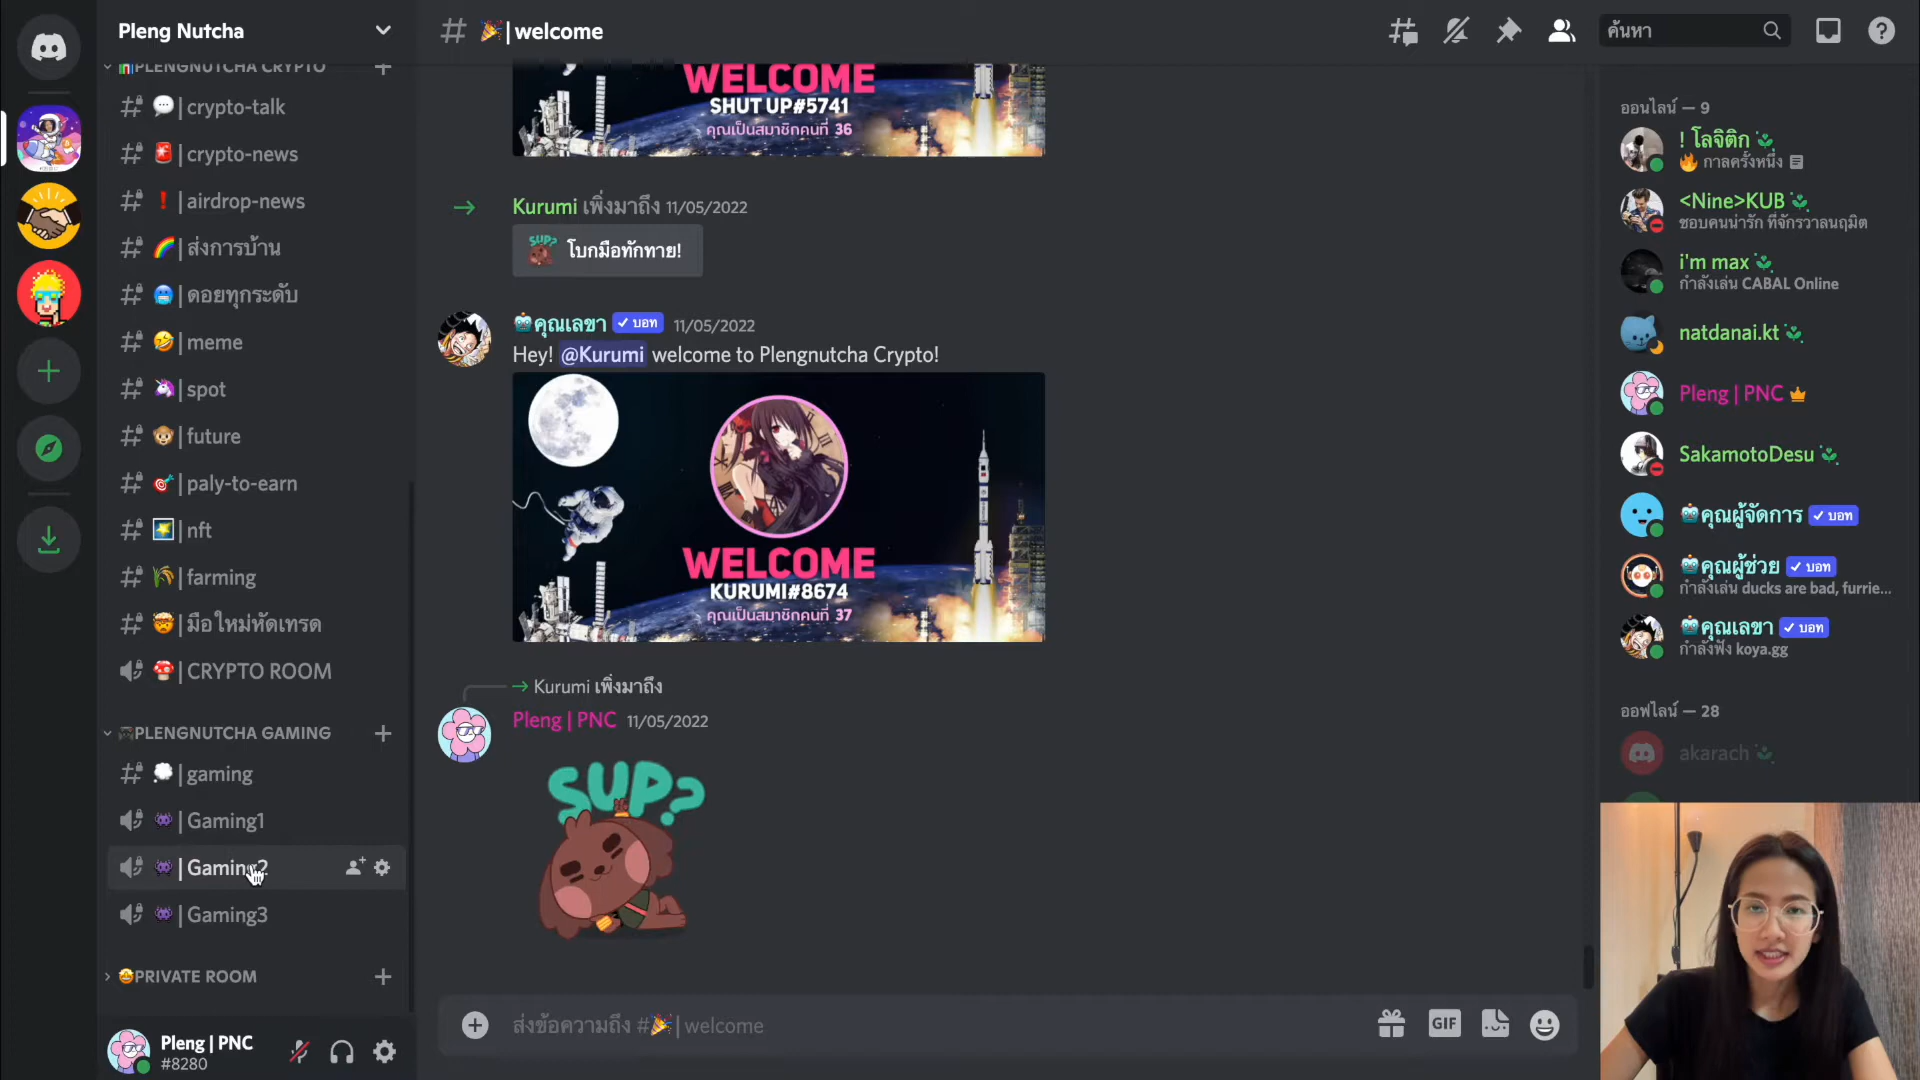 Pleng Nutcha
PLENGNUTCHA CRYPTO
| crypto-talk
| crypto-news
| airdrop-news
| ส่งการบ้าน
| ดอยทุกระดับ
| meme
| spot
| future
| paly-to-earn
| nft
| farming
| มือใหม่หัดเทรด
| CRYPTO ROOM
PLENGNUTCHA GAMING
| gaming
| Gaming1
| Gaming2
| Gaming3
PRIVATE ROOM
Pleng | PNC
#8280
# | welcome
ค้นหา
WELCOME
SHUT UP#5741
คุณเป็นสมาชิกคนที่ 36
Kurumi เพิ่งมาถึง 11/05/2022
SUP?
โบกมือทักทาย!
คุณเลขา ✓ บอท 11/05/2022
Hey! @Kurumi welcome to Plengnutcha Crypto!
WELCOME
KURUMI#8674
คุณเป็นสมาชิกคนที่ 37
Kurumi เพิ่งมาถึง
Pleng | PNC 11/05/2022
SUP?
ส่งข้อความถึง # | welcome
GIF
ออนไลน์ — 9
! โลจิติก
กาลครั้งหนึ่ง
<Nine>KUB
ชอบคนน่ารัก ที่จักรวาลนฤมิต
i'm max
กำลังเล่น CABAL Online
natdanai.kt
Pleng | PNC
SakamotoDesu
คุณผู้จัดการ ✓ บอท
คุณผู้ช่วย ✓ บอท
กำลังเล่น ducks are bad, furrie...
คุณเลขา ✓ บอท
กำลังฟัง koya.gg
ออฟไลน์ — 28
akarach